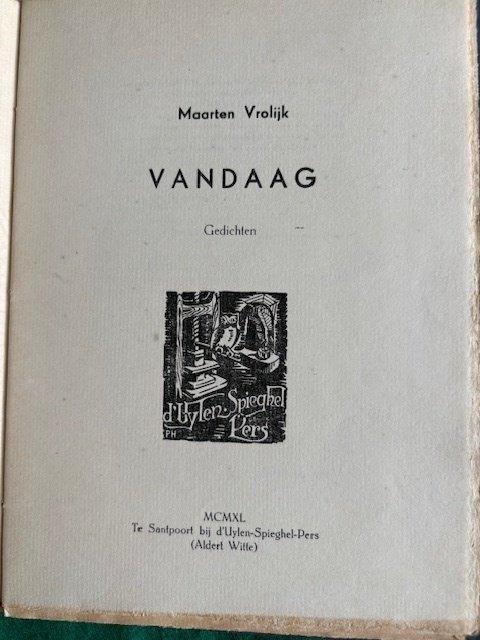 Maarten Vrolijk
VANDAAG
Gedichten
d'Uylen-Spieghel
Pers
PH
MCMXL
Te Santpoort bij d'Uylen-Spieghel-Pers
(Aldert Witte)